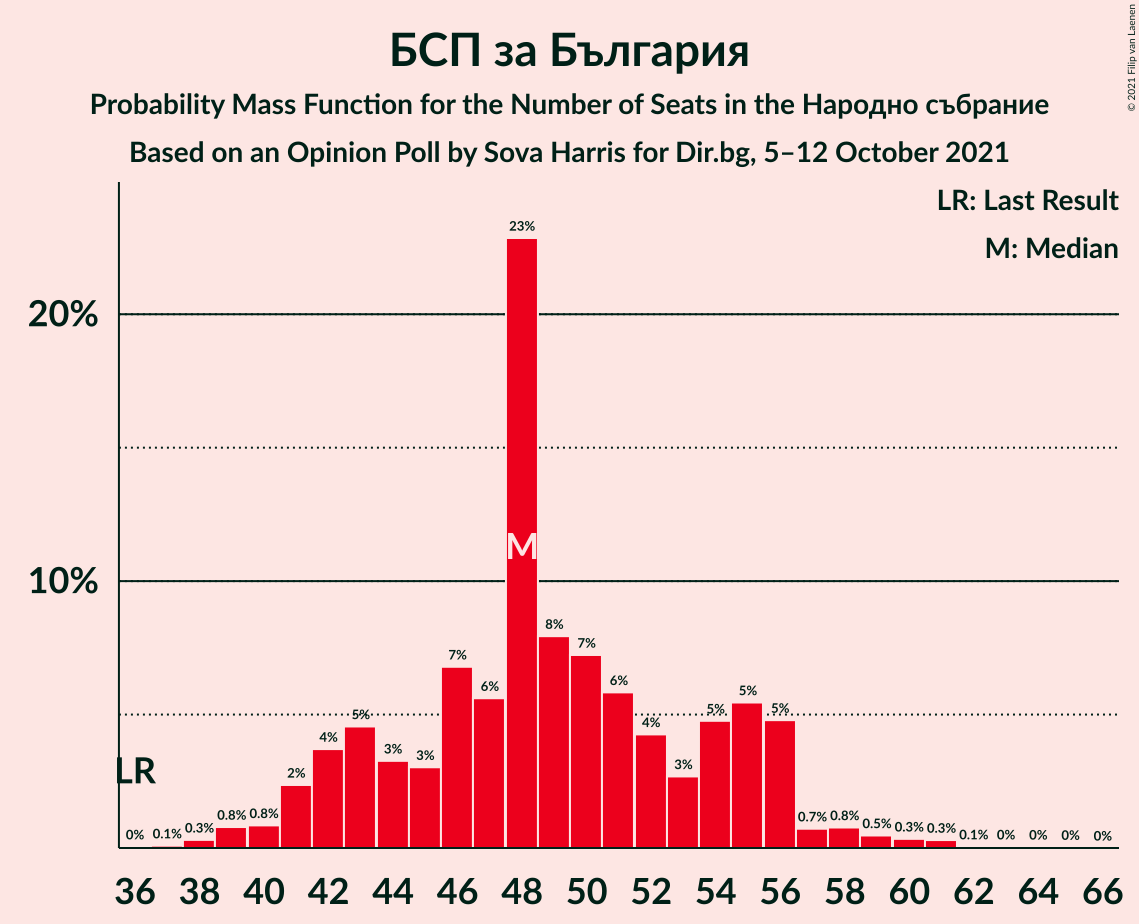 БСП за България
Probability Mass Function for the Number of Seats in the Народно събрание
Based on an Opinion Poll by Sova Harris for Dir.bg, 5–12 October 2021
© 2021 Filip van Laenen
LR: Last Result
M: Median
20%
10%
LR
M
0% 0.1% 0.3% 0.8% 0.8% 2% 4% 5% 3% 3% 7% 6% 23% 8% 7% 6% 4% 3% 5% 5% 5% 0.7% 0.8% 0.5% 0.3% 0.3% 0.1% 0% 0% 0% 0%
36 38 40 42 44 46 48 50 52 54 56 58 60 62 64 66